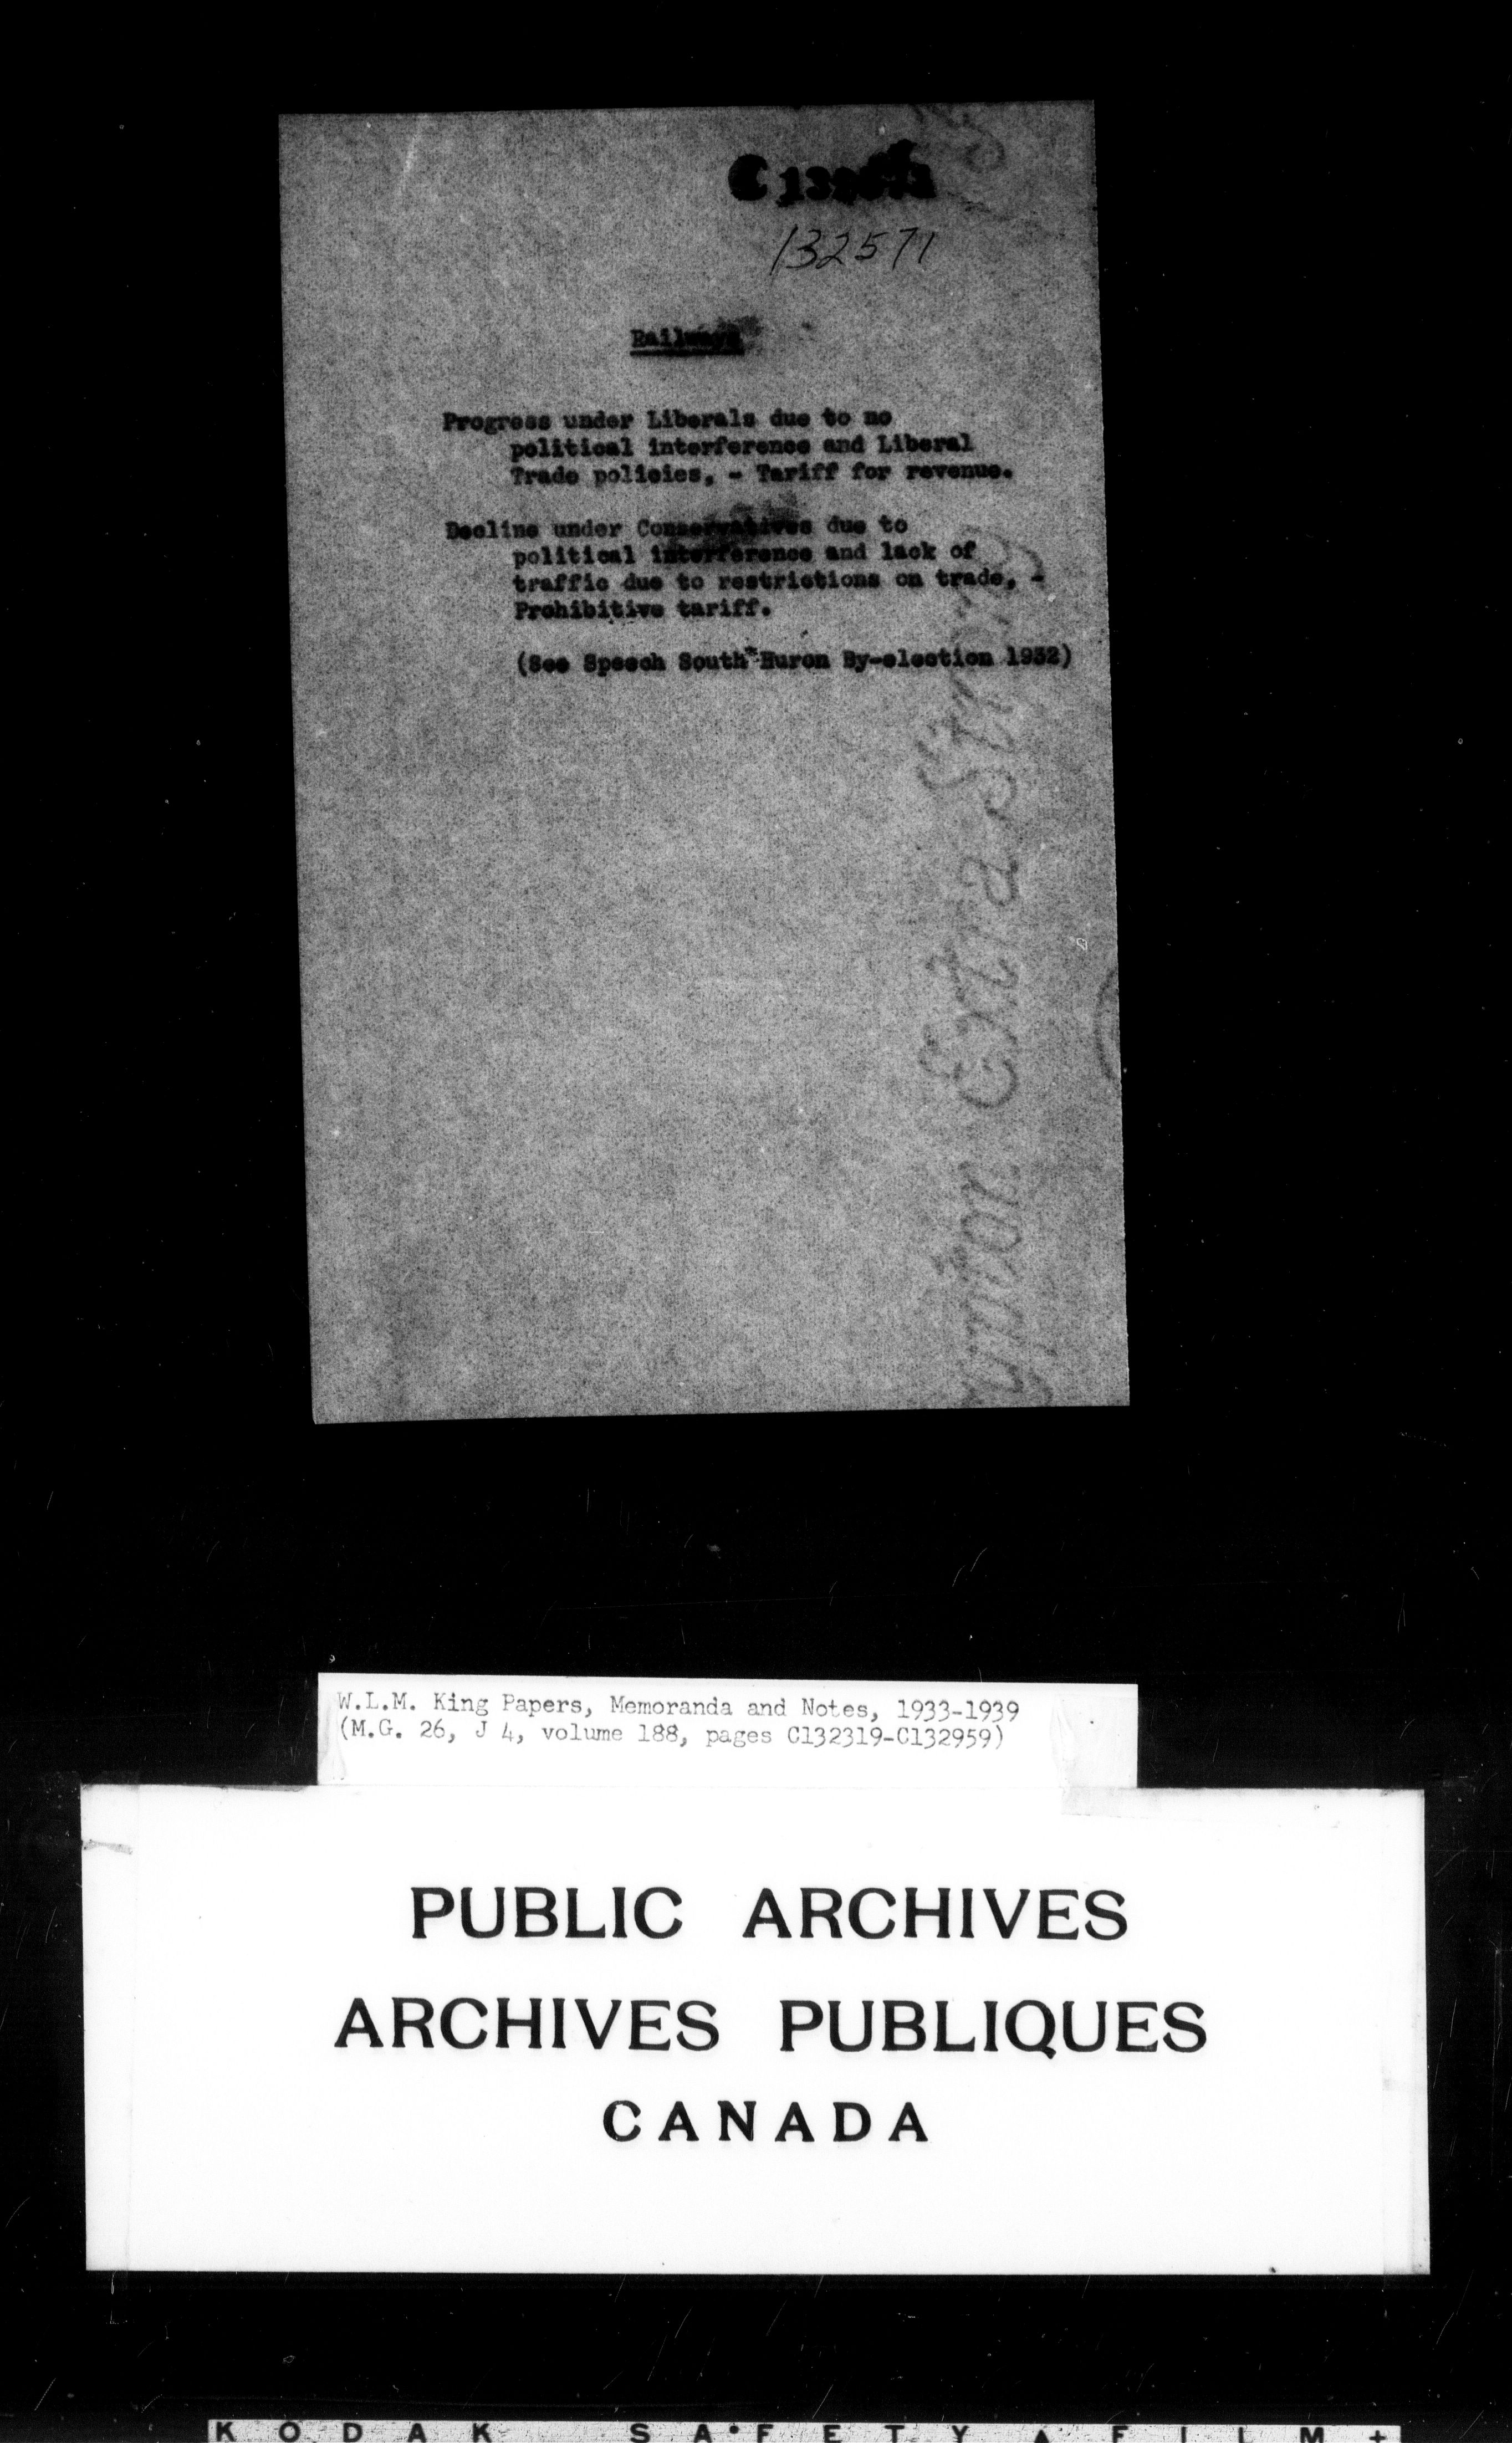 132571
Railways
Progress under Liberals due to no
political interference and Liberal
Trade policies, - Tariff for revenue.
Decline under Conservatives due to
political interference and lack of
traffic due to restrictions on trade, -
Prohibitive tariff.
(See Speech South Huron By-election 1932)
Extra Strong
W.L.M. King Papers, Memoranda and Notes, 1933-1939
(M.G. 26, J 4, volume 188, pages C132319-C132959)
PUBLIC ARCHIVES
ARCHIVES PUBLIQUES
CANADA
KODAK SAFETY FILM